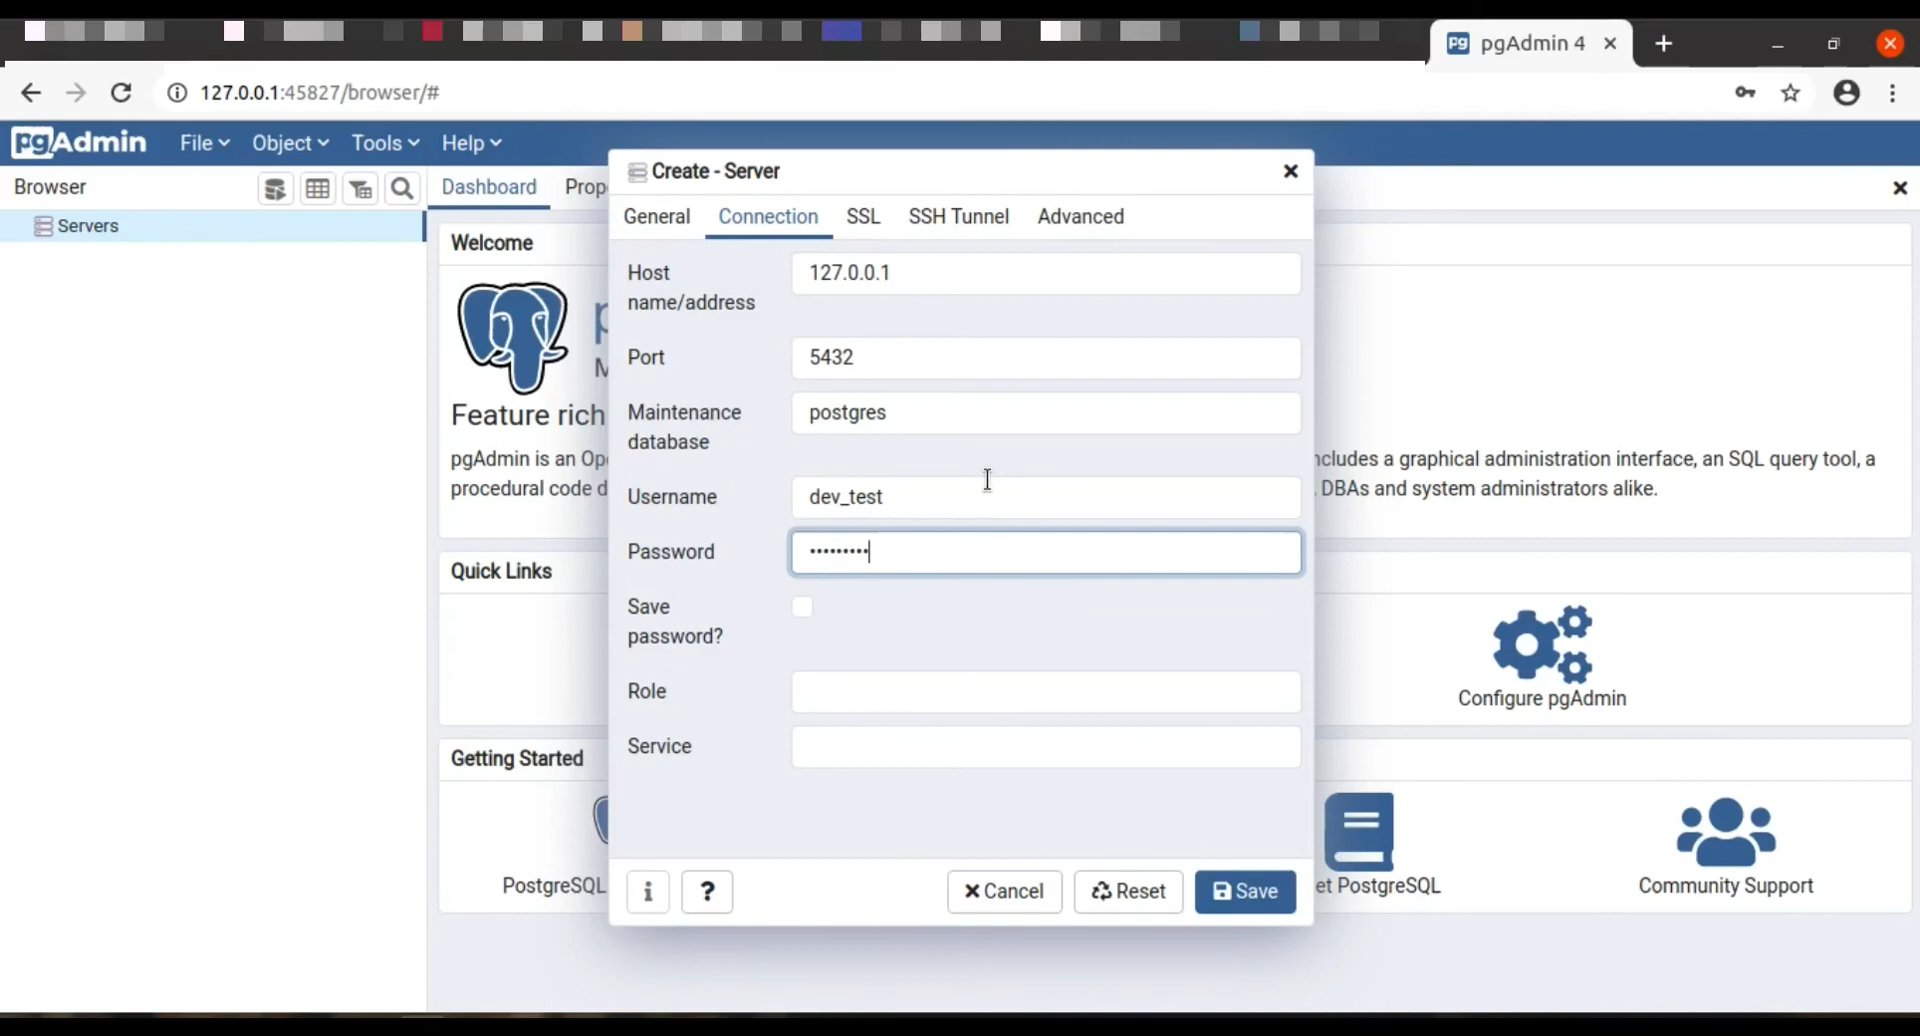 pgAdmin 4
127.0.0.1:45827/browser/#
pgAdmin File Object Tools Help
Browser
Servers
Dashboard Prop
Welcome
Feature rich
pgAdmin is an Op
procedural code d
ncludes a graphical administration interface, an SQL query tool, a
DBAs and system administrators alike.
Quick Links
Configure pgAdmin
Getting Started
PostgreSQL
et PostgreSQL
Community Support
Create - Server
General Connection SSL SSH Tunnel Advanced
Host
name/address
127.0.0.1
Port 5432
Maintenance
database
postgres
Username dev_test
Password •••••••••
Save
password?
Role
Service
i ? Cancel Reset Save